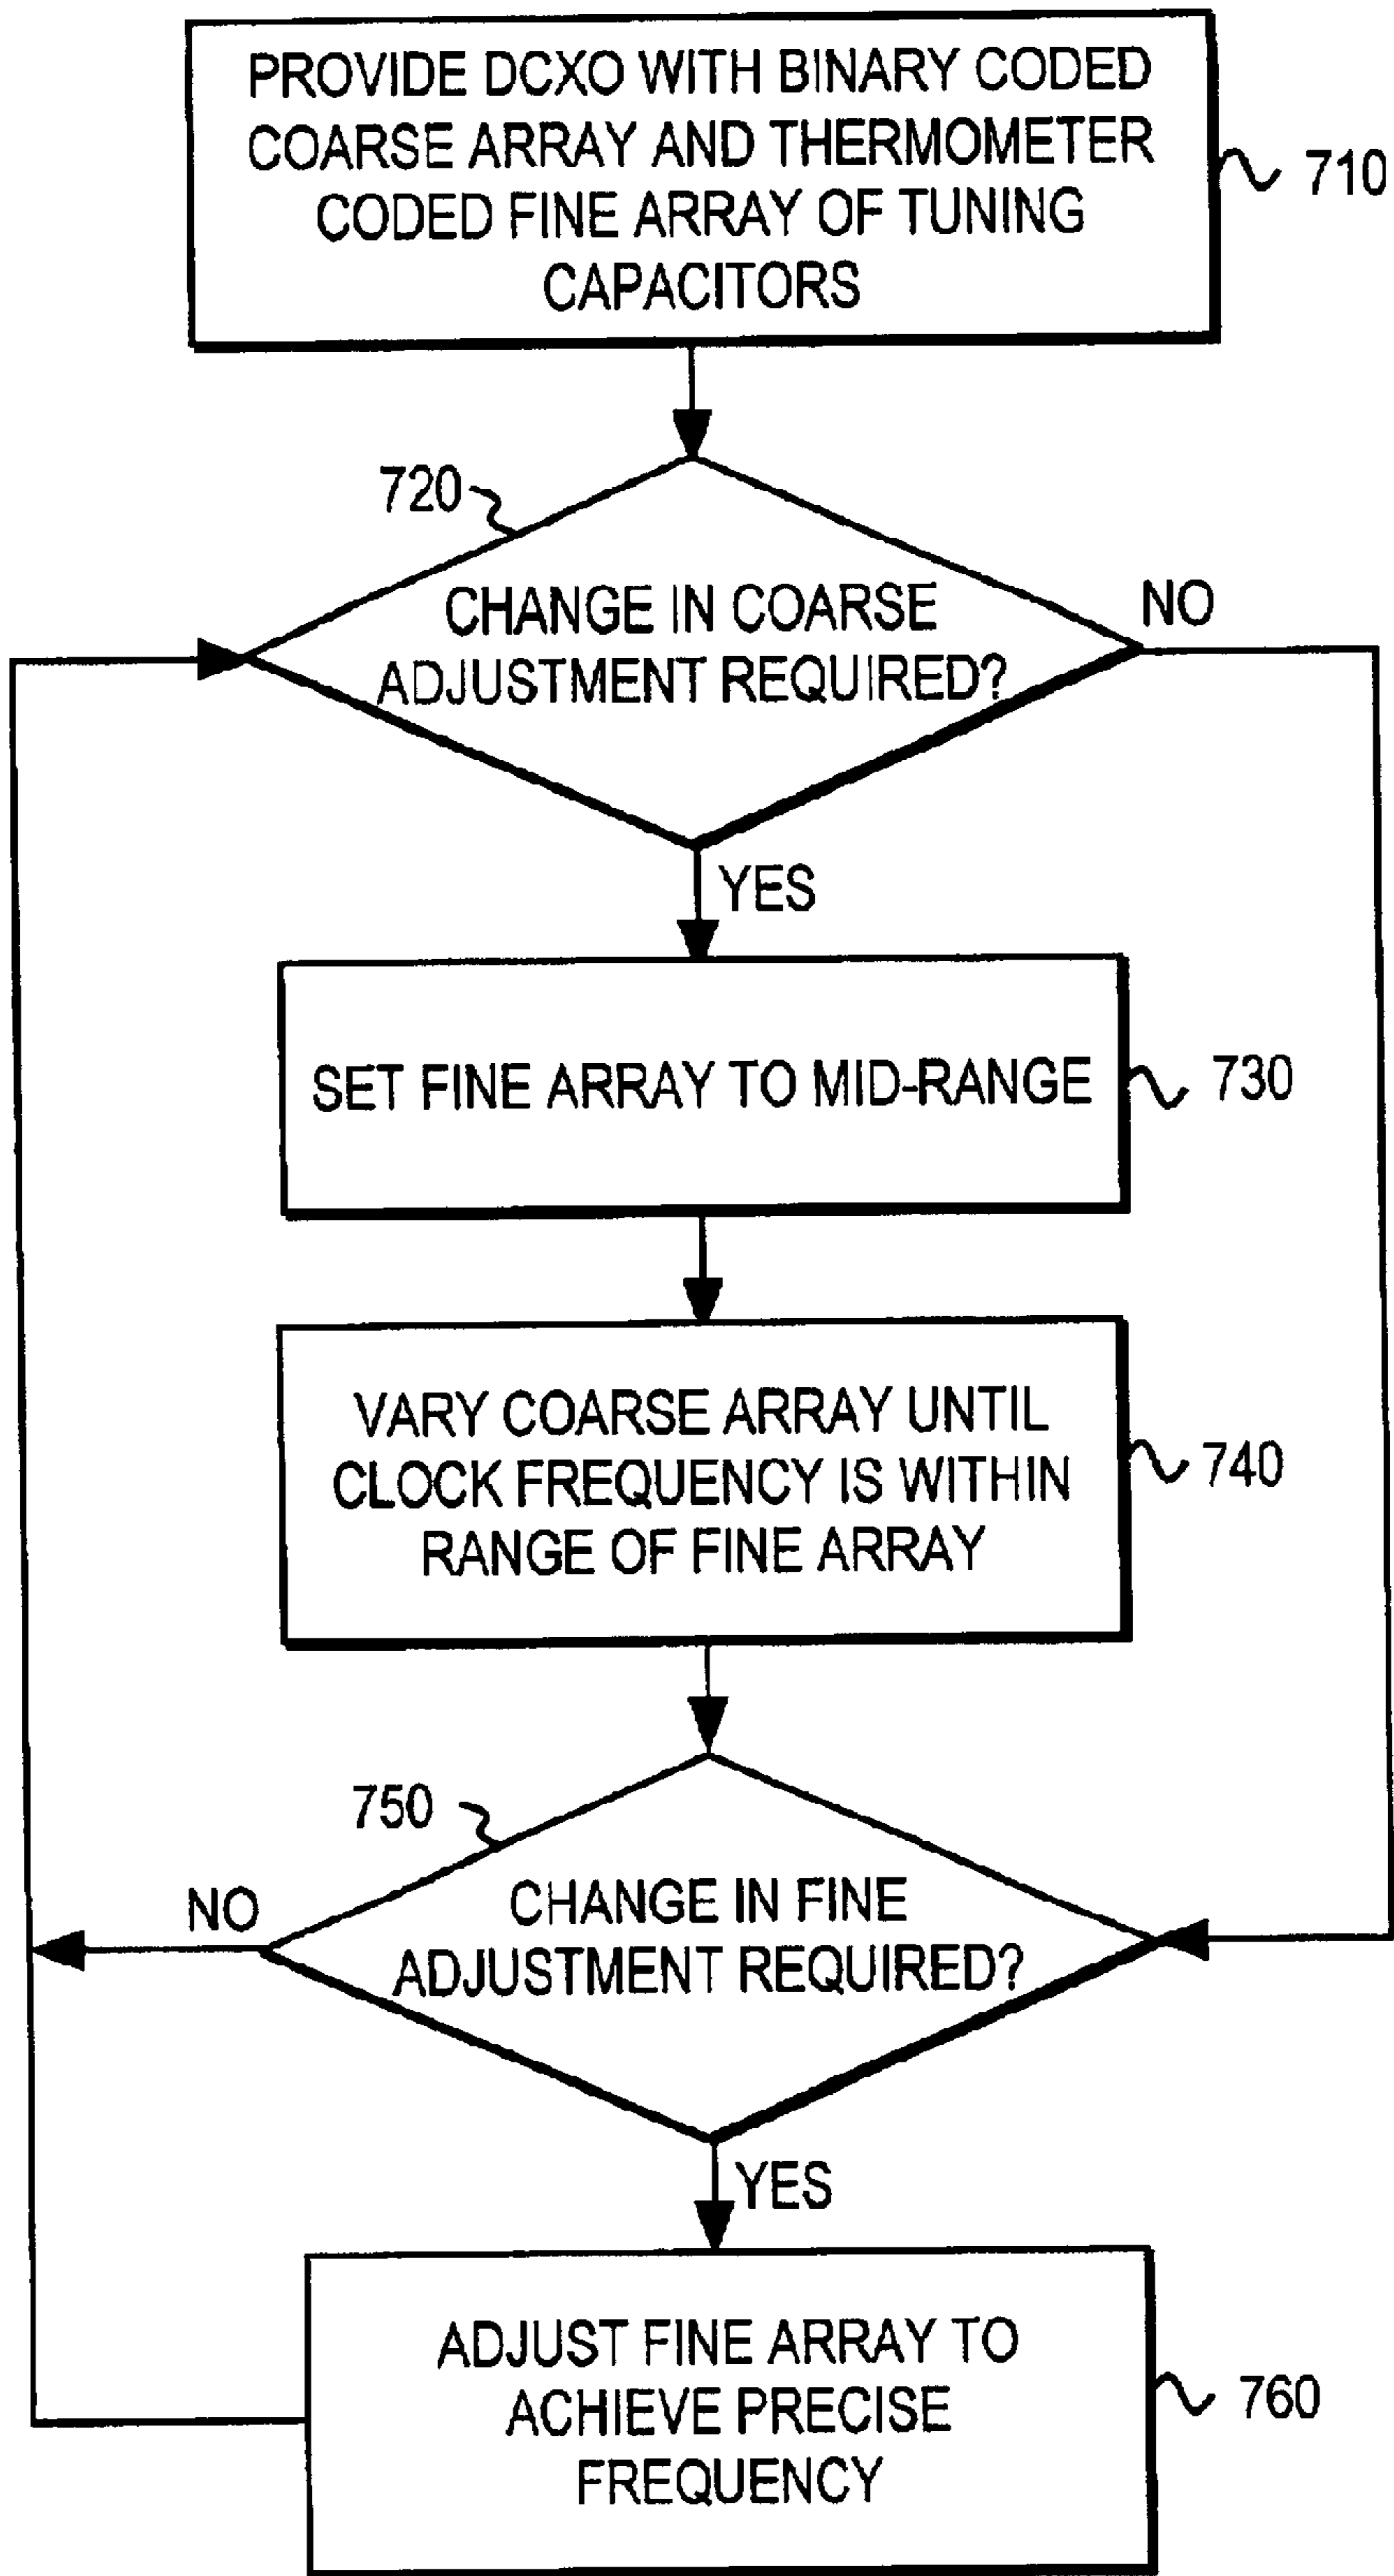 PROVIDE DCXO WITH BINARY CODED
COARSE ARRAY AND THERMOMETER
CODED FINE ARRAY OF TUNING
CAPACITORS
710
720
CHANGE IN COARSE
ADJUSTMENT REQUIRED?
NO
YES
SET FINE ARRAY TO MID-RANGE
730
VARY COARSE ARRAY UNTIL
CLOCK FREQUENCY IS WITHIN
RANGE OF FINE ARRAY
740
750
CHANGE IN FINE
ADJUSTMENT REQUIRED?
NO
YES
ADJUST FINE ARRAY TO
ACHIEVE PRECISE
FREQUENCY
760